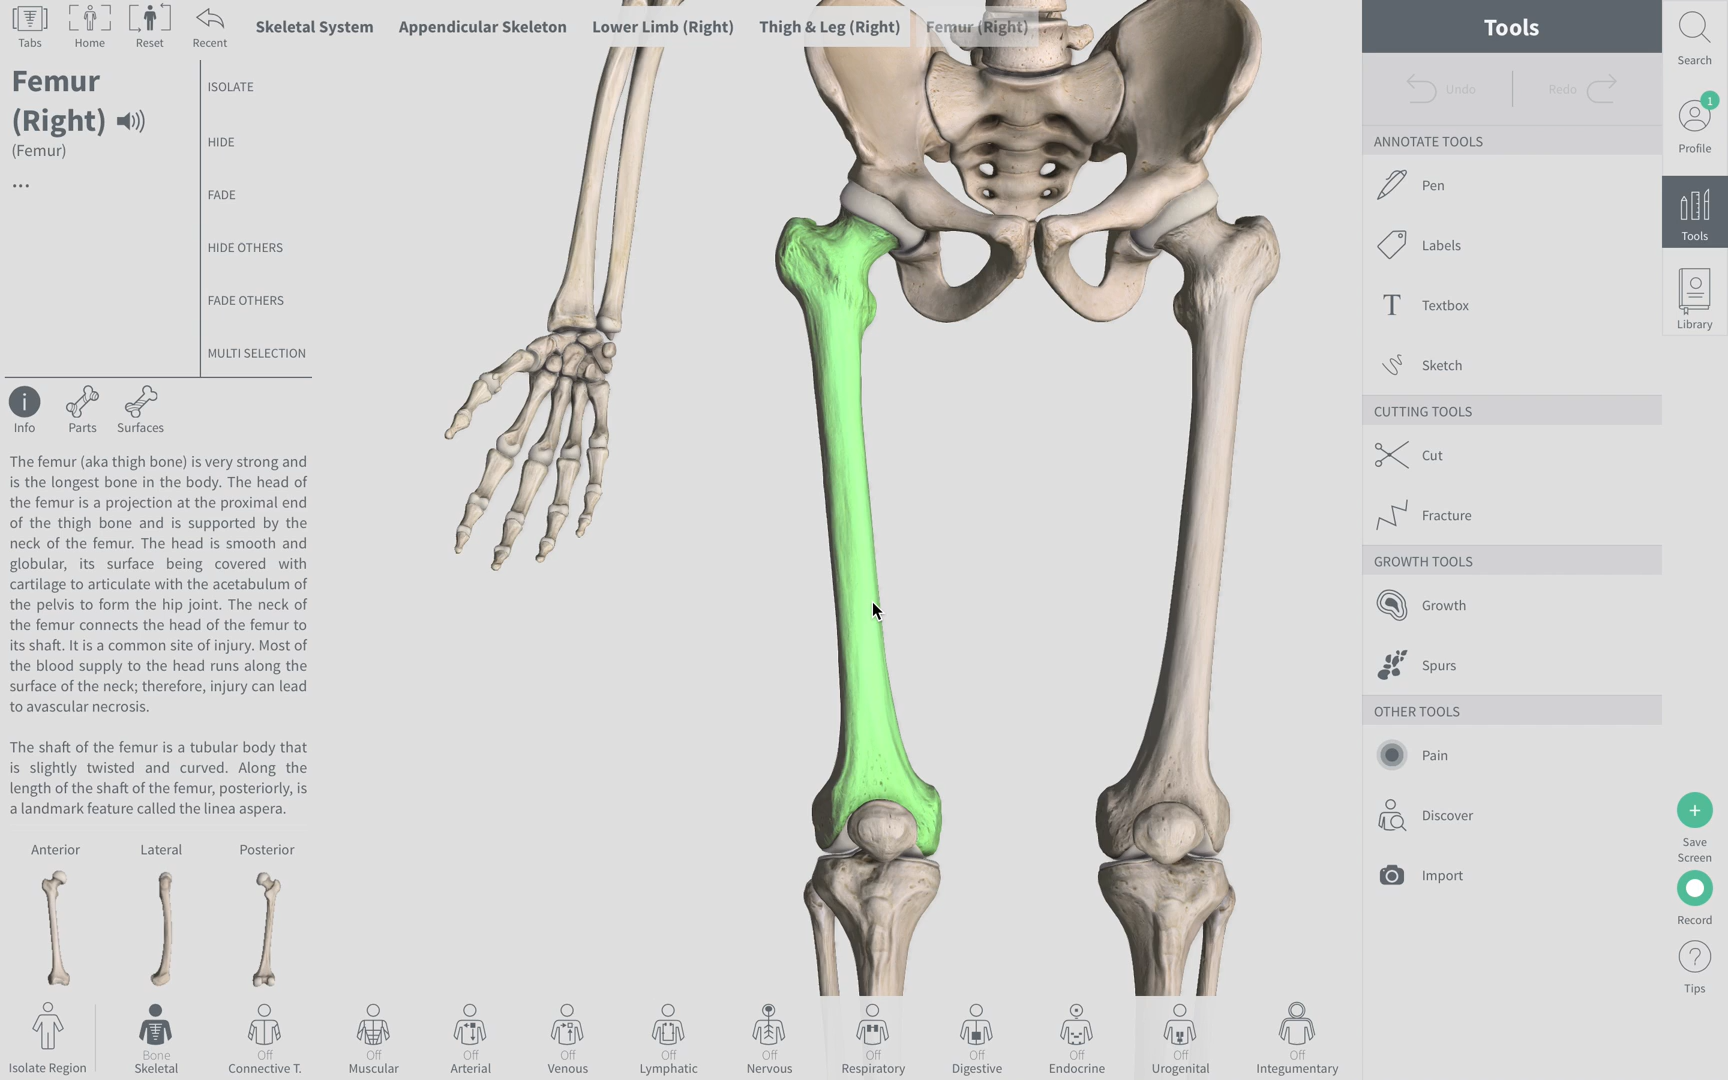 Tabs
Home
Reset
Recent
Skeletal System
Appendicular Skeleton
Lower Limb (Right)
Thigh & Leg (Right)
Femur (Right)
Femur
(Right)
(Femur)
...
ISOLATE
HIDE
FADE
HIDE OTHERS
FADE OTHERS
MULTI SELECTION
Info
Parts
Surfaces
The femur (aka thigh bone) is very strong and
is the longest bone in the body. The head of
the femur is a projection at the proximal end
of the thigh bone and is supported by the
neck of the femur. The head is smooth and
globular, its surface being covered with
cartilage to articulate with the acetabulum of
the pelvis to form the hip joint. The neck of
the femur connects the head of the femur to
its shaft. It is a common site of injury. Most of
the blood supply to the head runs along the
surface of the neck; therefore, injury can lead
to avascular necrosis.
The shaft of the femur is a tubular body that
is slightly twisted and curved. Along the
length of the shaft of the femur, posteriorly, is
a landmark feature called the linea aspera.
Anterior
Lateral
Posterior
Isolate Region
Bone
Skeletal
Off
Connective T.
Off
Muscular
Off
Arterial
Off
Venous
Off
Lymphatic
Off
Nervous
Off
Respiratory
Off
Digestive
Off
Endocrine
Off
Urogenital
Off
Integumentary
Tools
Undo
Redo
ANNOTATE TOOLS
Pen
Labels
T Textbox
Sketch
CUTTING TOOLS
Cut
Fracture
GROWTH TOOLS
Growth
Spurs
OTHER TOOLS
Pain
Discover
Import
Search
1
Profile
Tools
Library
+
Save
Screen
Record
?
Tips